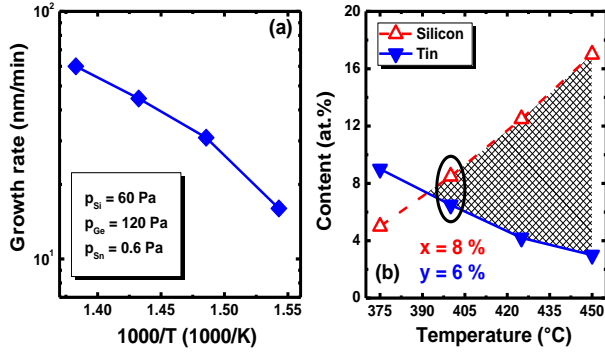 (a)
Growth rate (nm/min)
10²
10¹
p_Si = 60 Pa
p_Ge = 120 Pa
p_Sn = 0.6 Pa
1.40 1.45 1.50 1.55
1000/T (1000/K)
Silicon
Tin
Content (at.%)
20
16
12
8
4
0
x = 8 %
y = 6 %
(b)
375 390 405 420 435 450
Temperature (°C)